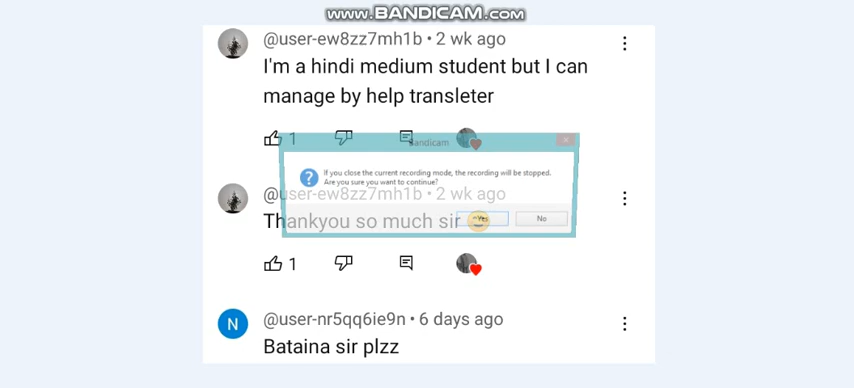 www.BANDICAM.com
@user-ew8zz7mh1b • 2 wk ago
I'm a hindi medium student but I can
manage by help transleter
1
Bandicam
If you close the current recording mode, the recording will be stopped.
Are you sure you want to continue?
@user-ew8zz7mh1b • 2 wk ago
Yes
No
Thankyou so much sir
1
N
@user-nr5qq6ie9n • 6 days ago
Bataina sir plzz